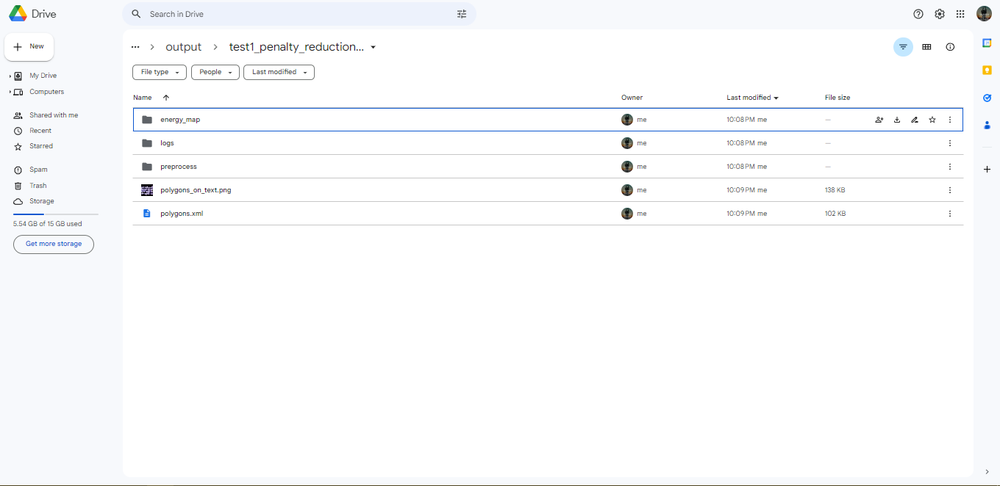 Drive
Search in Drive
New
My Drive
Computers
Shared with me
Recent
Starred
Spam
Trash
Storage
5.54 GB of 15 GB used
Get more storage
output
test1_penalty_reduction...
File type
People
Last modified
Name Owner Last modified File size
energy_map me 10:08 PM me —
logs me 10:08 PM me —
preprocess me 10:08 PM me —
polygons_on_text.png me 10:09 PM me 138 KB
polygons.xml me 10:09 PM me 102 KB